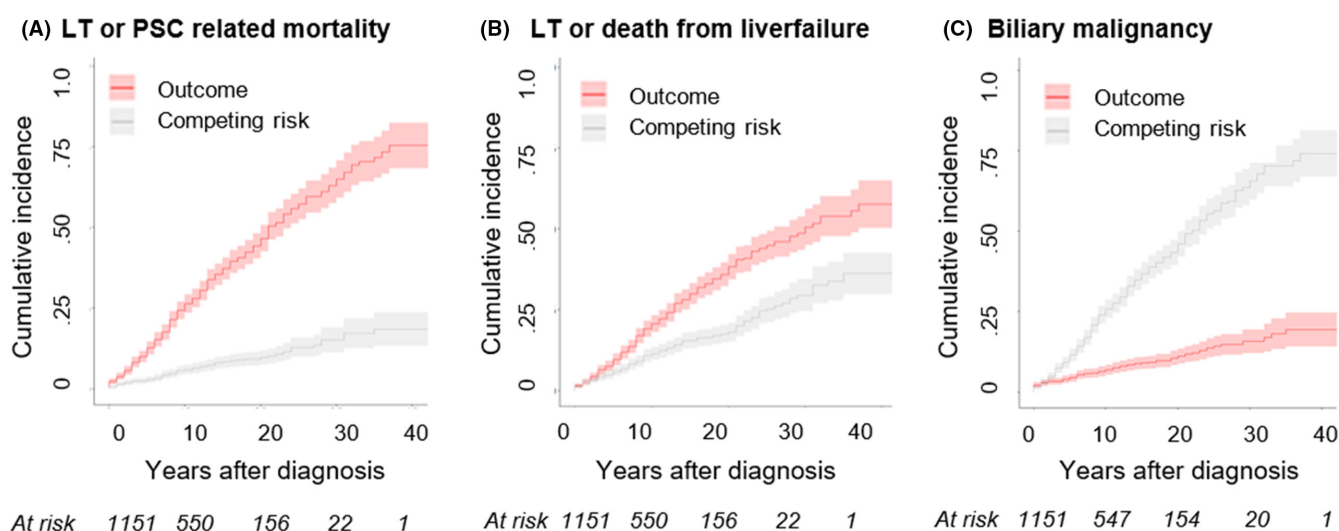 (A) LT or PSC related mortality
Outcome
Competing risk
Cumulative incidence
1.0
.75
.50
.25
0
0 10 20 30 40
Years after diagnosis
At risk 1151 550 156 22 1
(B) LT or death from liverfailure
Outcome
Competing risk
Cumulative incidence
1.0
.75
.50
.25
0
0 10 20 30 40
Years after diagnosis
At risk 1151 550 156 22 1
(C) Biliary malignancy
Outcome
Competing risk
Cumulative incidence
1.0
.75
.50
.25
0
0 10 20 30 40
Years after diagnosis
At risk 1151 547 154 20 1